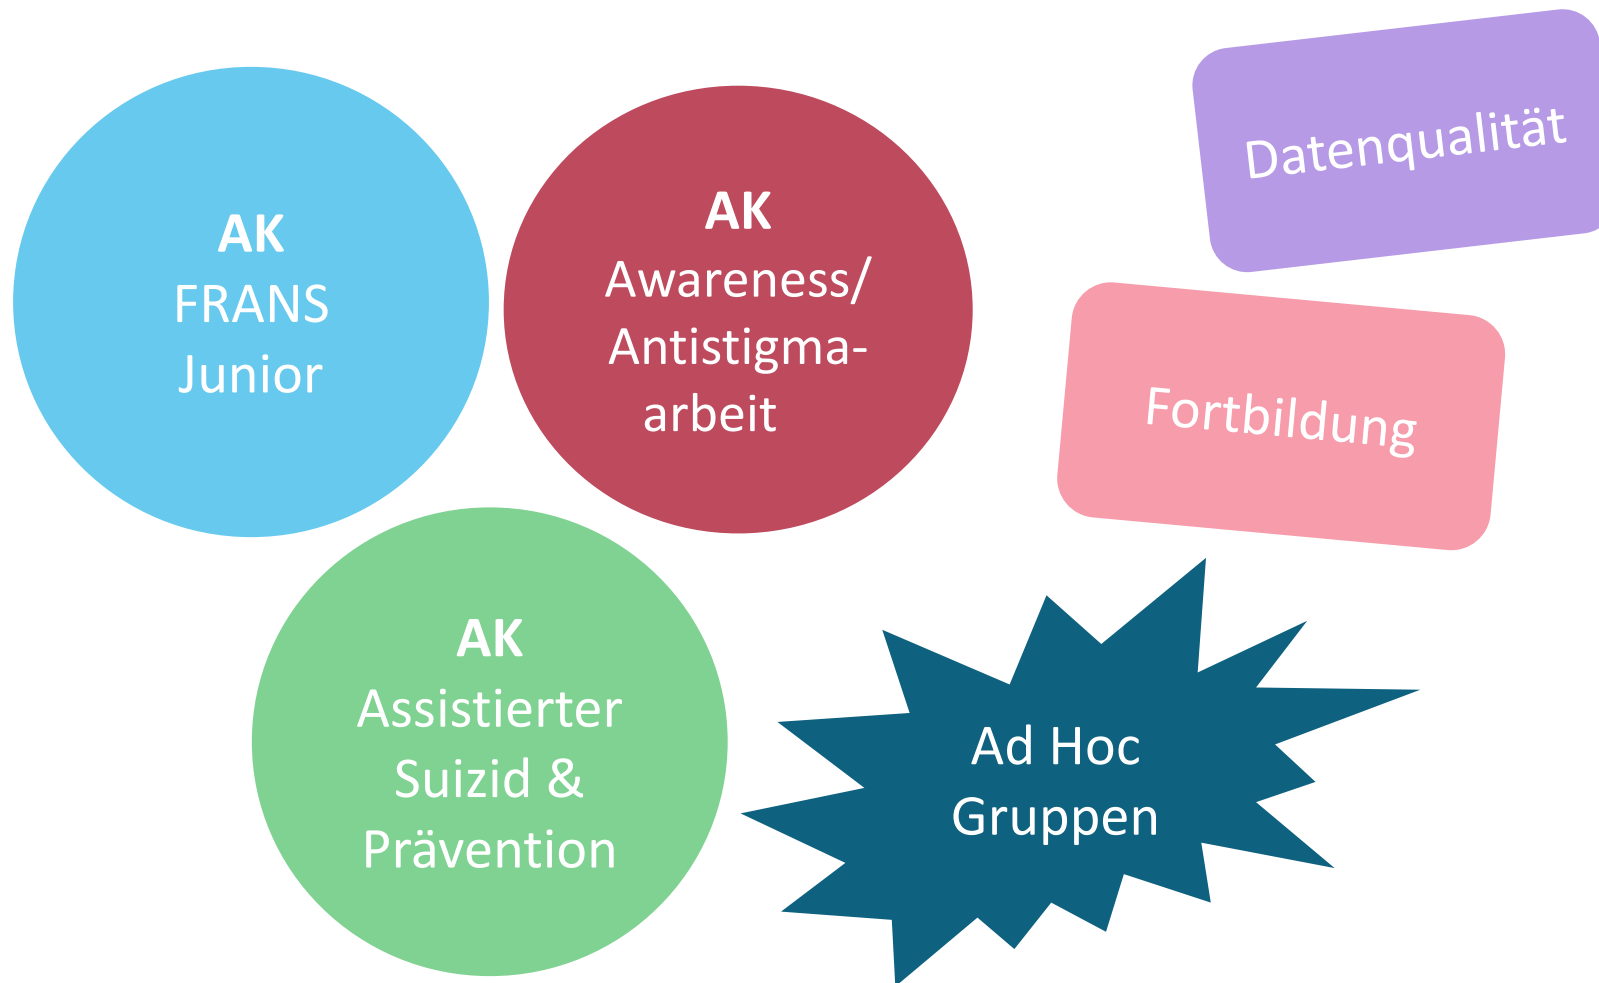 AK
FRANS
Junior
AK
Awareness/
Antistigma-
arbeit
Datenqualität
Fortbildung
AK
Assistierter
Suizid &
Prävention
Ad Hoc
Gruppen